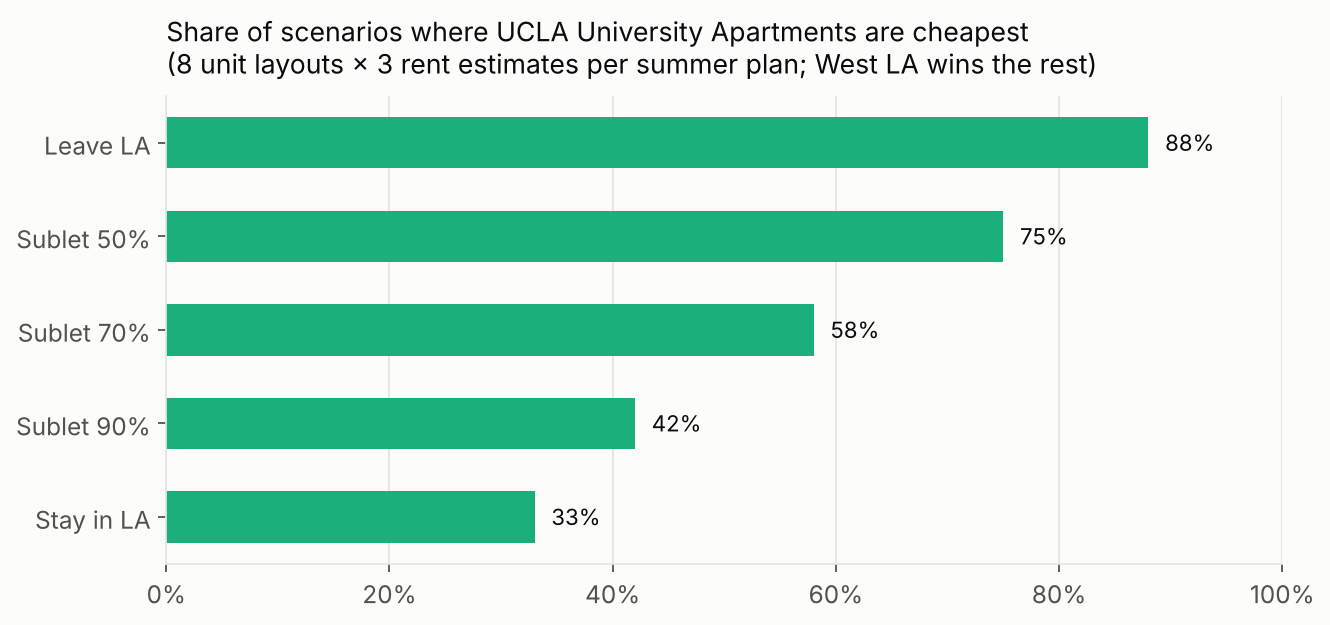 Share of scenarios where UCLA University Apartments are cheapest
(8 unit layouts × 3 rent estimates per summer plan; West LA wins the rest)
Leave LA 88%
Sublet 50% 75%
Sublet 70% 58%
Sublet 90% 42%
Stay in LA 33%
0% 20% 40% 60% 80% 100%